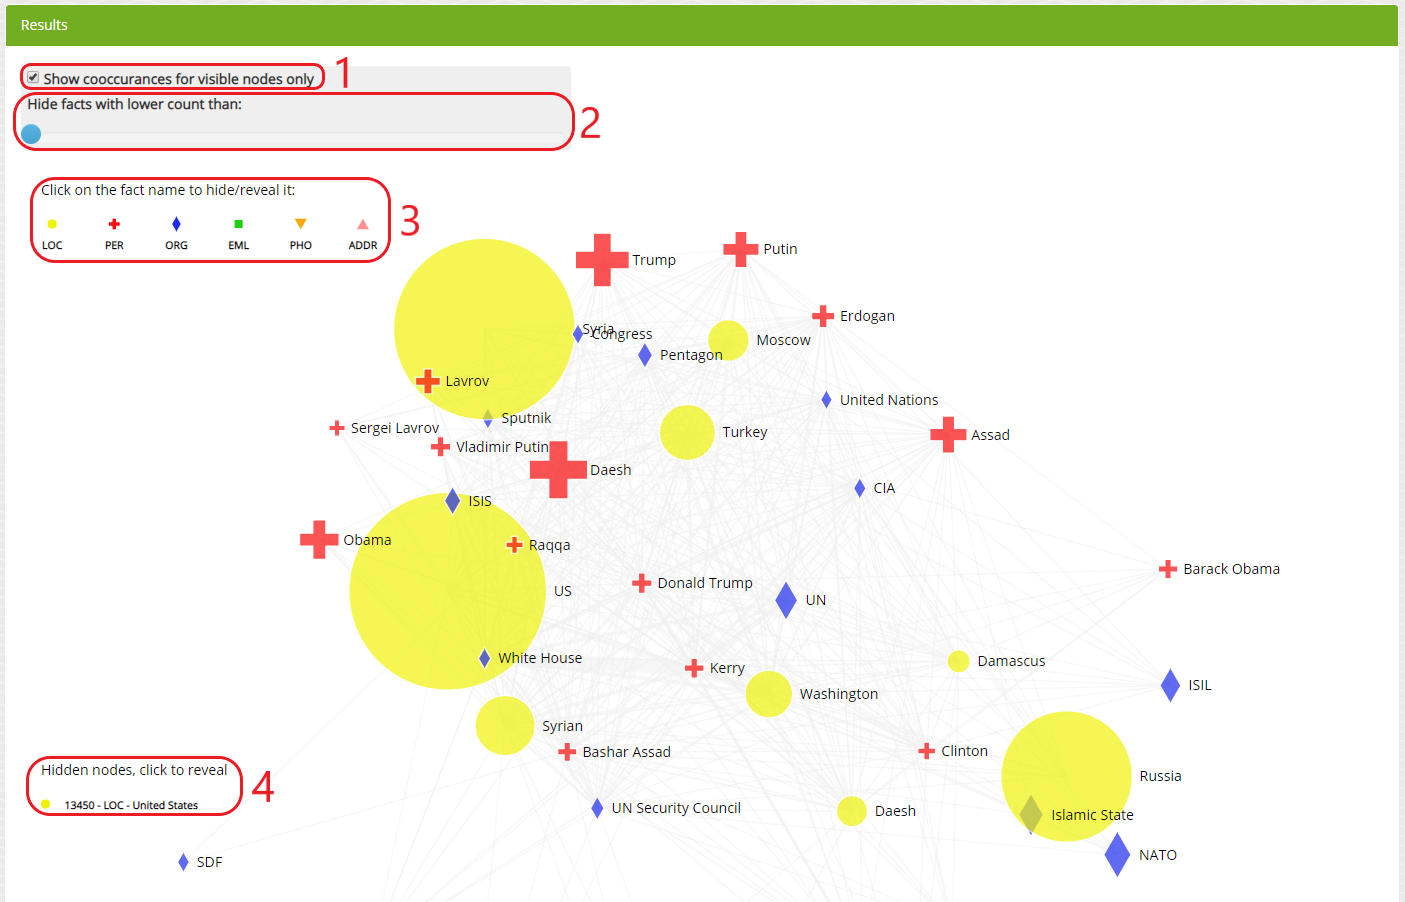 Results
Show cooccurances for visible nodes only
1
Hide facts with lower count than:
2
Click on the fact name to hide/reveal it:
LOC PER ORG EML PHO ADDR
3
Trump
Putin
Erdogan
Syria
Congress
Moscow
Pentagon
Lavrov
United Nations
Sputnik
Sergei Lavrov
Turkey
Assad
Vladimir Putin
Daesh
CIA
ISIS
Obama
Raqqa
Barack Obama
Donald Trump
US
UN
White House
Damascus
Kerry
ISIL
Washington
Syrian
Bashar Assad
Clinton
Hidden nodes, click to reveal
13450 - LOC - United States
4
Russia
UN Security Council
Daesh
Islamic State
NATO
SDF